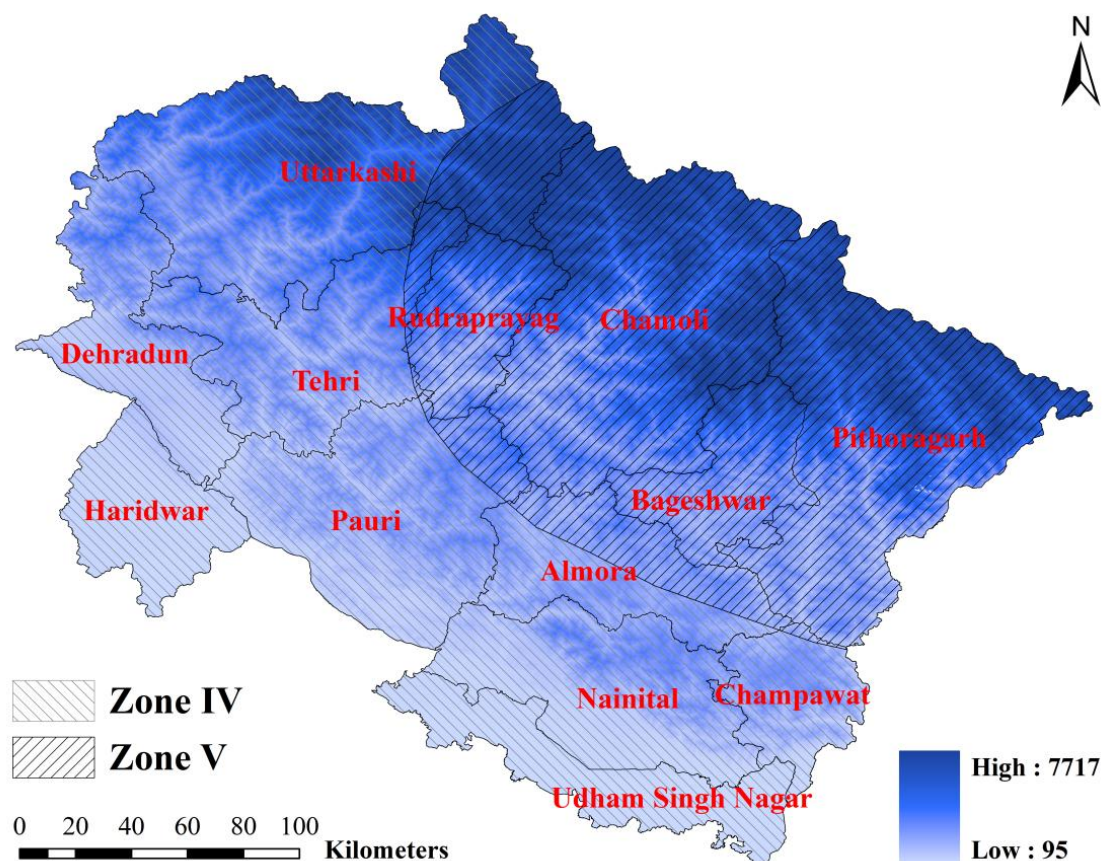 N
Uttarkashi
Rudraprayag
Chamoli
Dehradun
Tehri
Pithoragarh
Haridwar
Pauri
Bageshwar
Almora
Nainital
Champawat
Udham Singh Nagar
Zone IV
Zone V
0 20 40 60 80 100
Kilometers
High : 7717
Low : 95